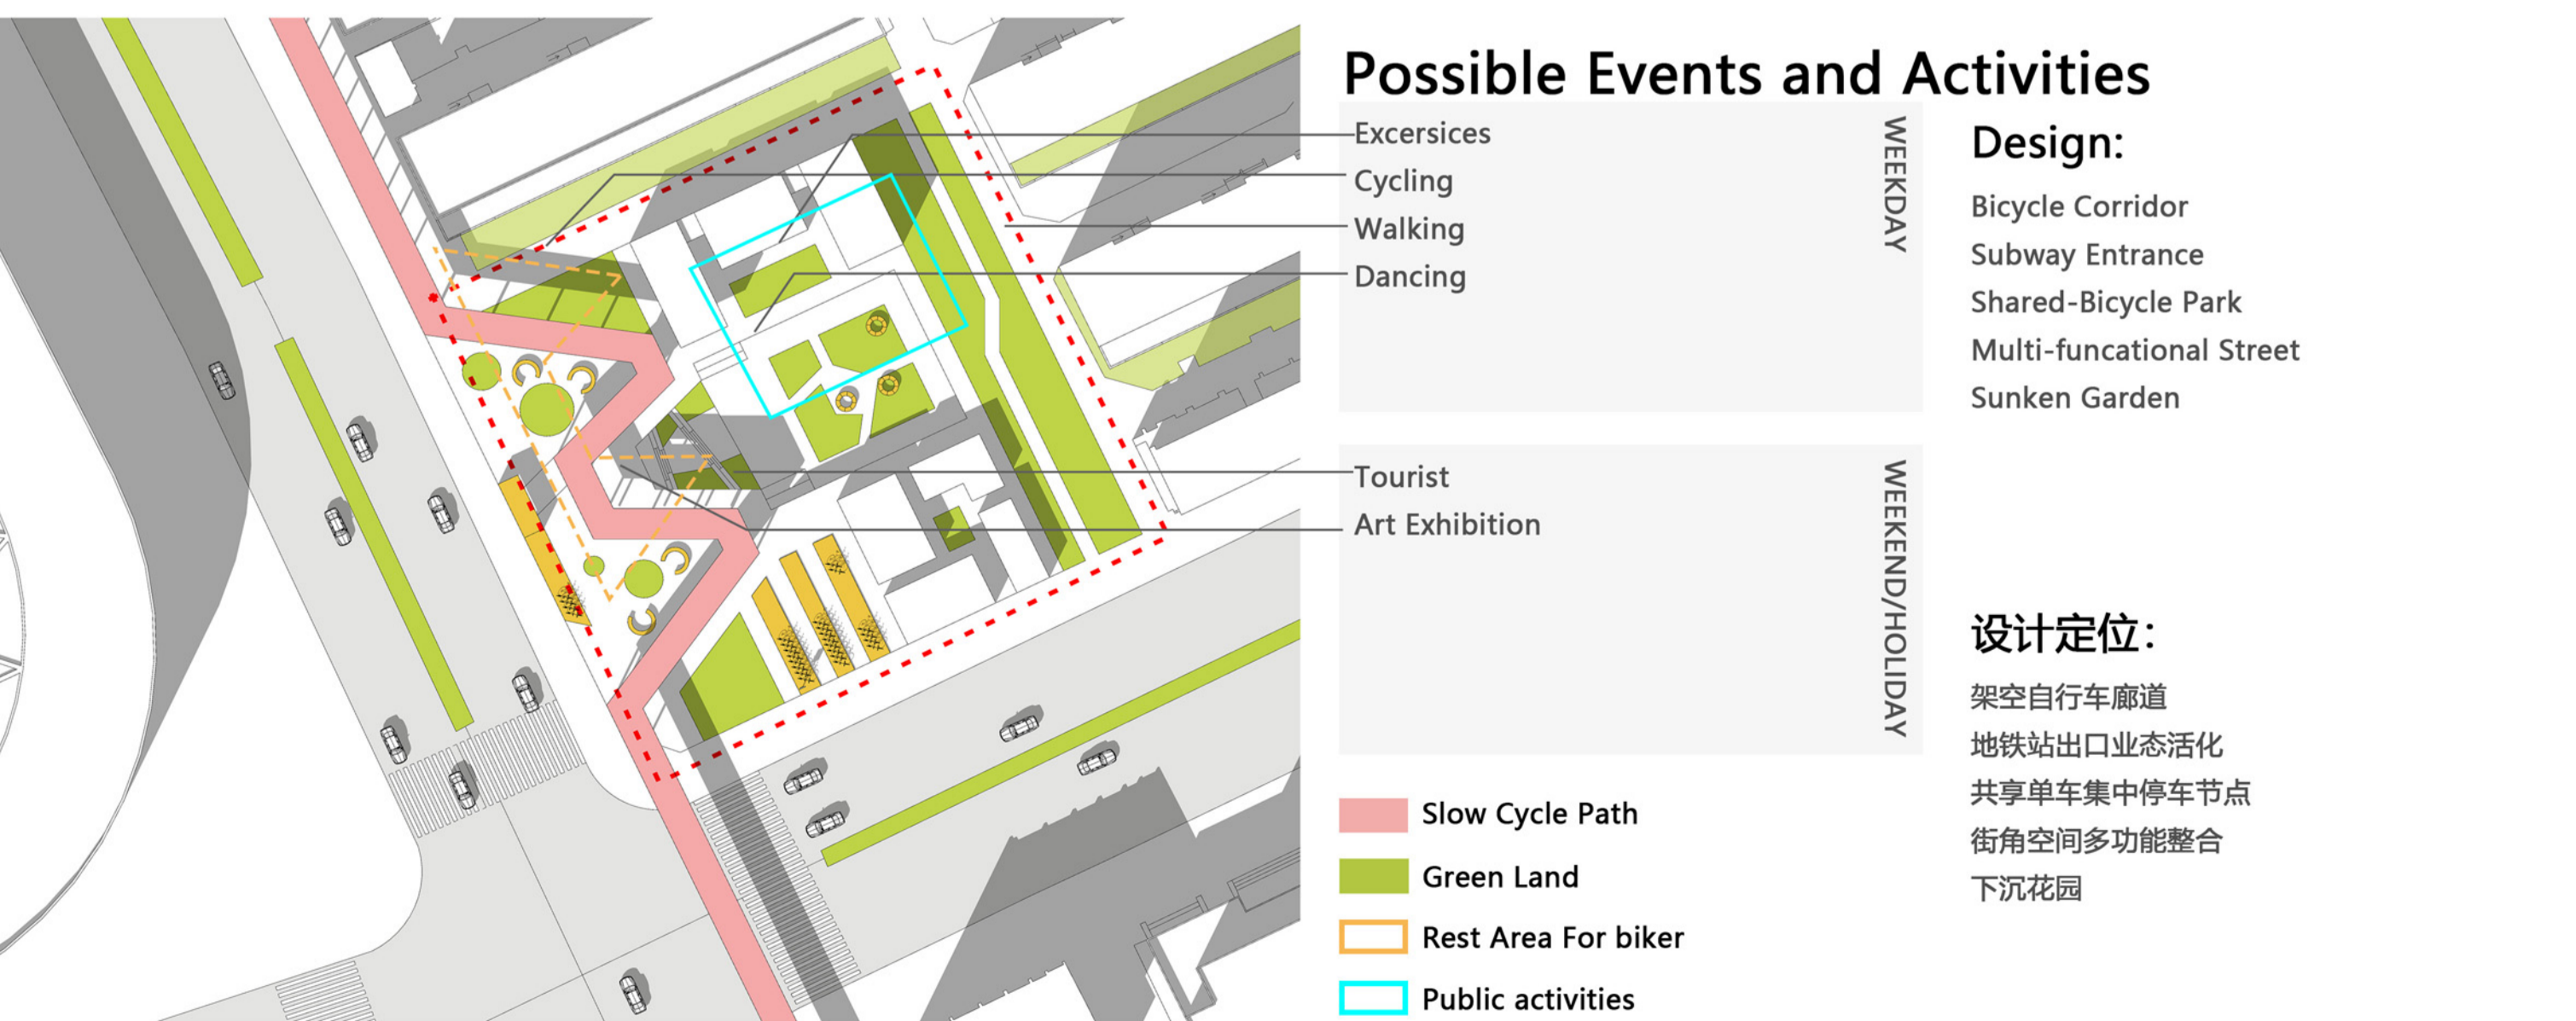 Possible Events and Activities
Excersices
Cycling
Walking
Dancing
WEEKDAY
Tourist
Art Exhibition
WEEKEND/HOLIDAY
Slow Cycle Path
Green Land
Rest Area For biker
Public activities
Design:
Bicycle Corridor
Subway Entrance
Shared-Bicycle Park
Multi-funcational Street
Sunken Garden
设计定位：
架空自行车廊道
地铁站出口业态活化
共享单车集中停车节点
街角空间多功能整合
下沉花园